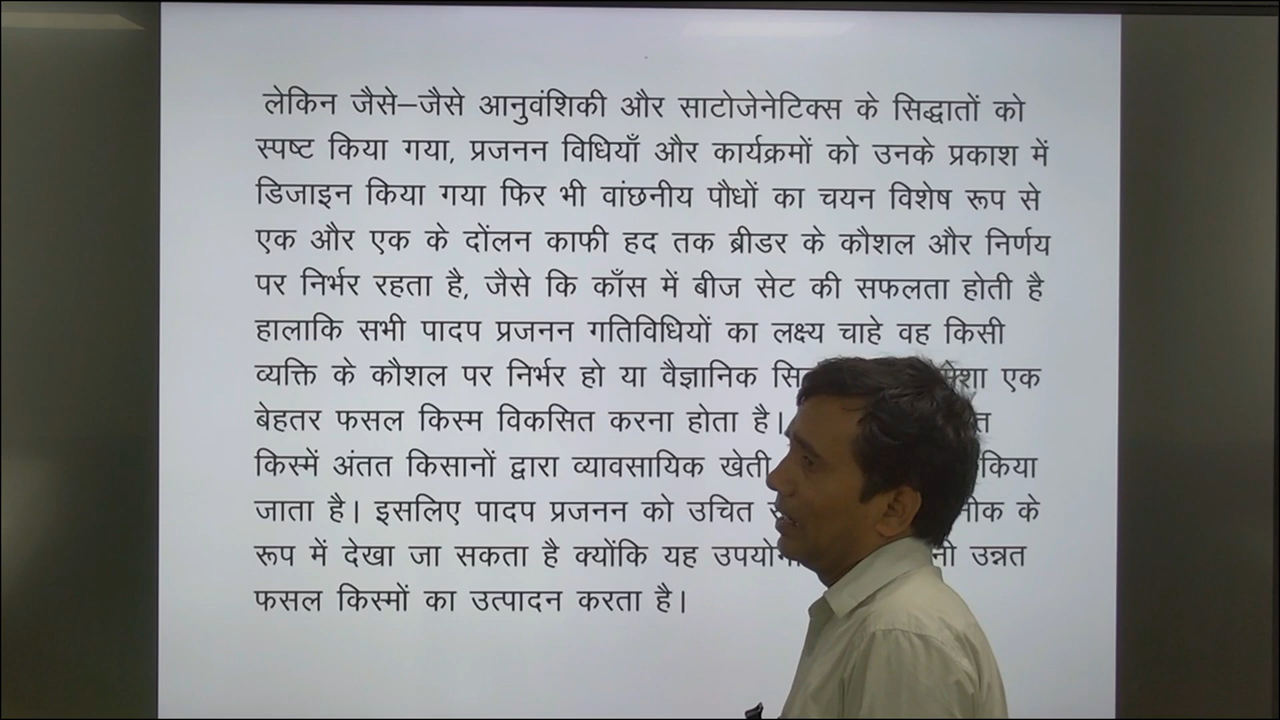 लेकिन जैसे–जैसे आनुवंशिकी और साटोजेनेटिक्स के सिद्धातों को
स्पष्ट किया गया, प्रजनन विधियाँ और कार्यक्रमों को उनके प्रकाश में
डिजाइन किया गया फिर भी वांछनीय पौधों का चयन विशेष रूप से
एक और एक के दोंलन काफी हद तक ब्रीडर के कौशल और निर्णय
पर निर्भर रहता है, जैसे कि काँस में बीज सेट की सफलता होती है
हालाकि सभी पादप प्रजनन गतिविधियों का लक्ष्य चाहे वह किसी
व्यक्ति के कौशल पर निर्भर हो या वैज्ञानिक एक
बेहतर फसल किस्म विकसित करना होता है।
किस्में अंतत किसानों द्वारा व्यावसायिक खेती किया
जाता है। इसलिए पादप प्रजनन को उचित के
रूप में देखा जा सकता है क्योंकि यह उन्नत
फसल किस्मों का उत्पादन करता है।